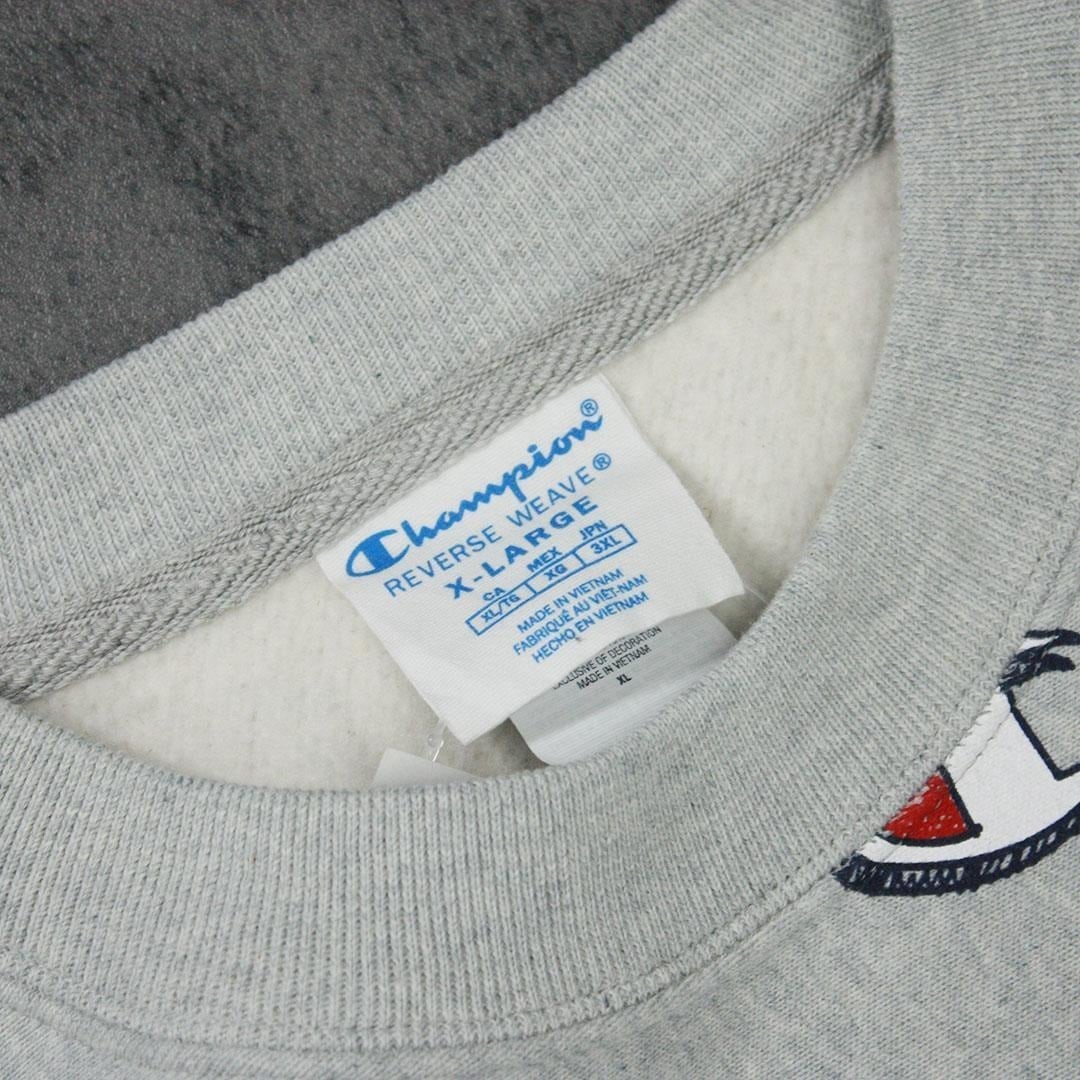 Champion®
REVERSE WEAVE®
X-LARGE
CA MEX JPN
XL/TG XG 3XL
MADE IN VIETNAM
FABRIQUÉ AU VIÊT-NAM
HECHO EN VIETNAM
EXCLUSIVE OF DECORATION
MADE IN VIETNAM
XL